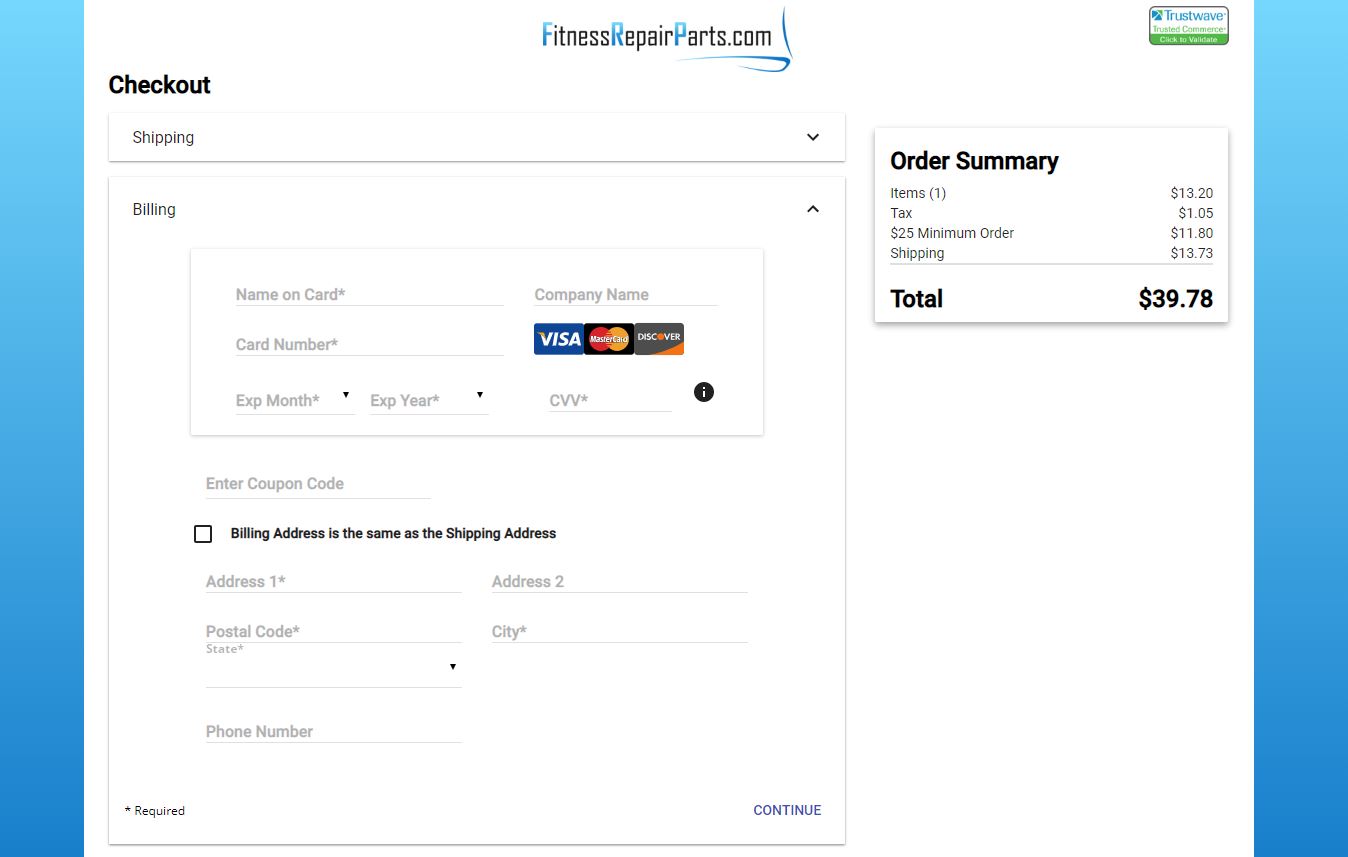 FitnessRepairParts.com
Trustwave
Trusted Commerce
Click to Validate
Checkout
Shipping
Billing
Name on Card*
Company Name
Card Number*
VISA MasterCard DISCOVER
Exp Month*
Exp Year*
CVV*
i
Enter Coupon Code
Billing Address is the same as the Shipping Address
Address 1*
Address 2
Postal Code*
City*
State*
Phone Number
* Required
CONTINUE
Order Summary
Items (1) $13.20
Tax $1.05
$25 Minimum Order $11.80
Shipping $13.73
Total $39.78